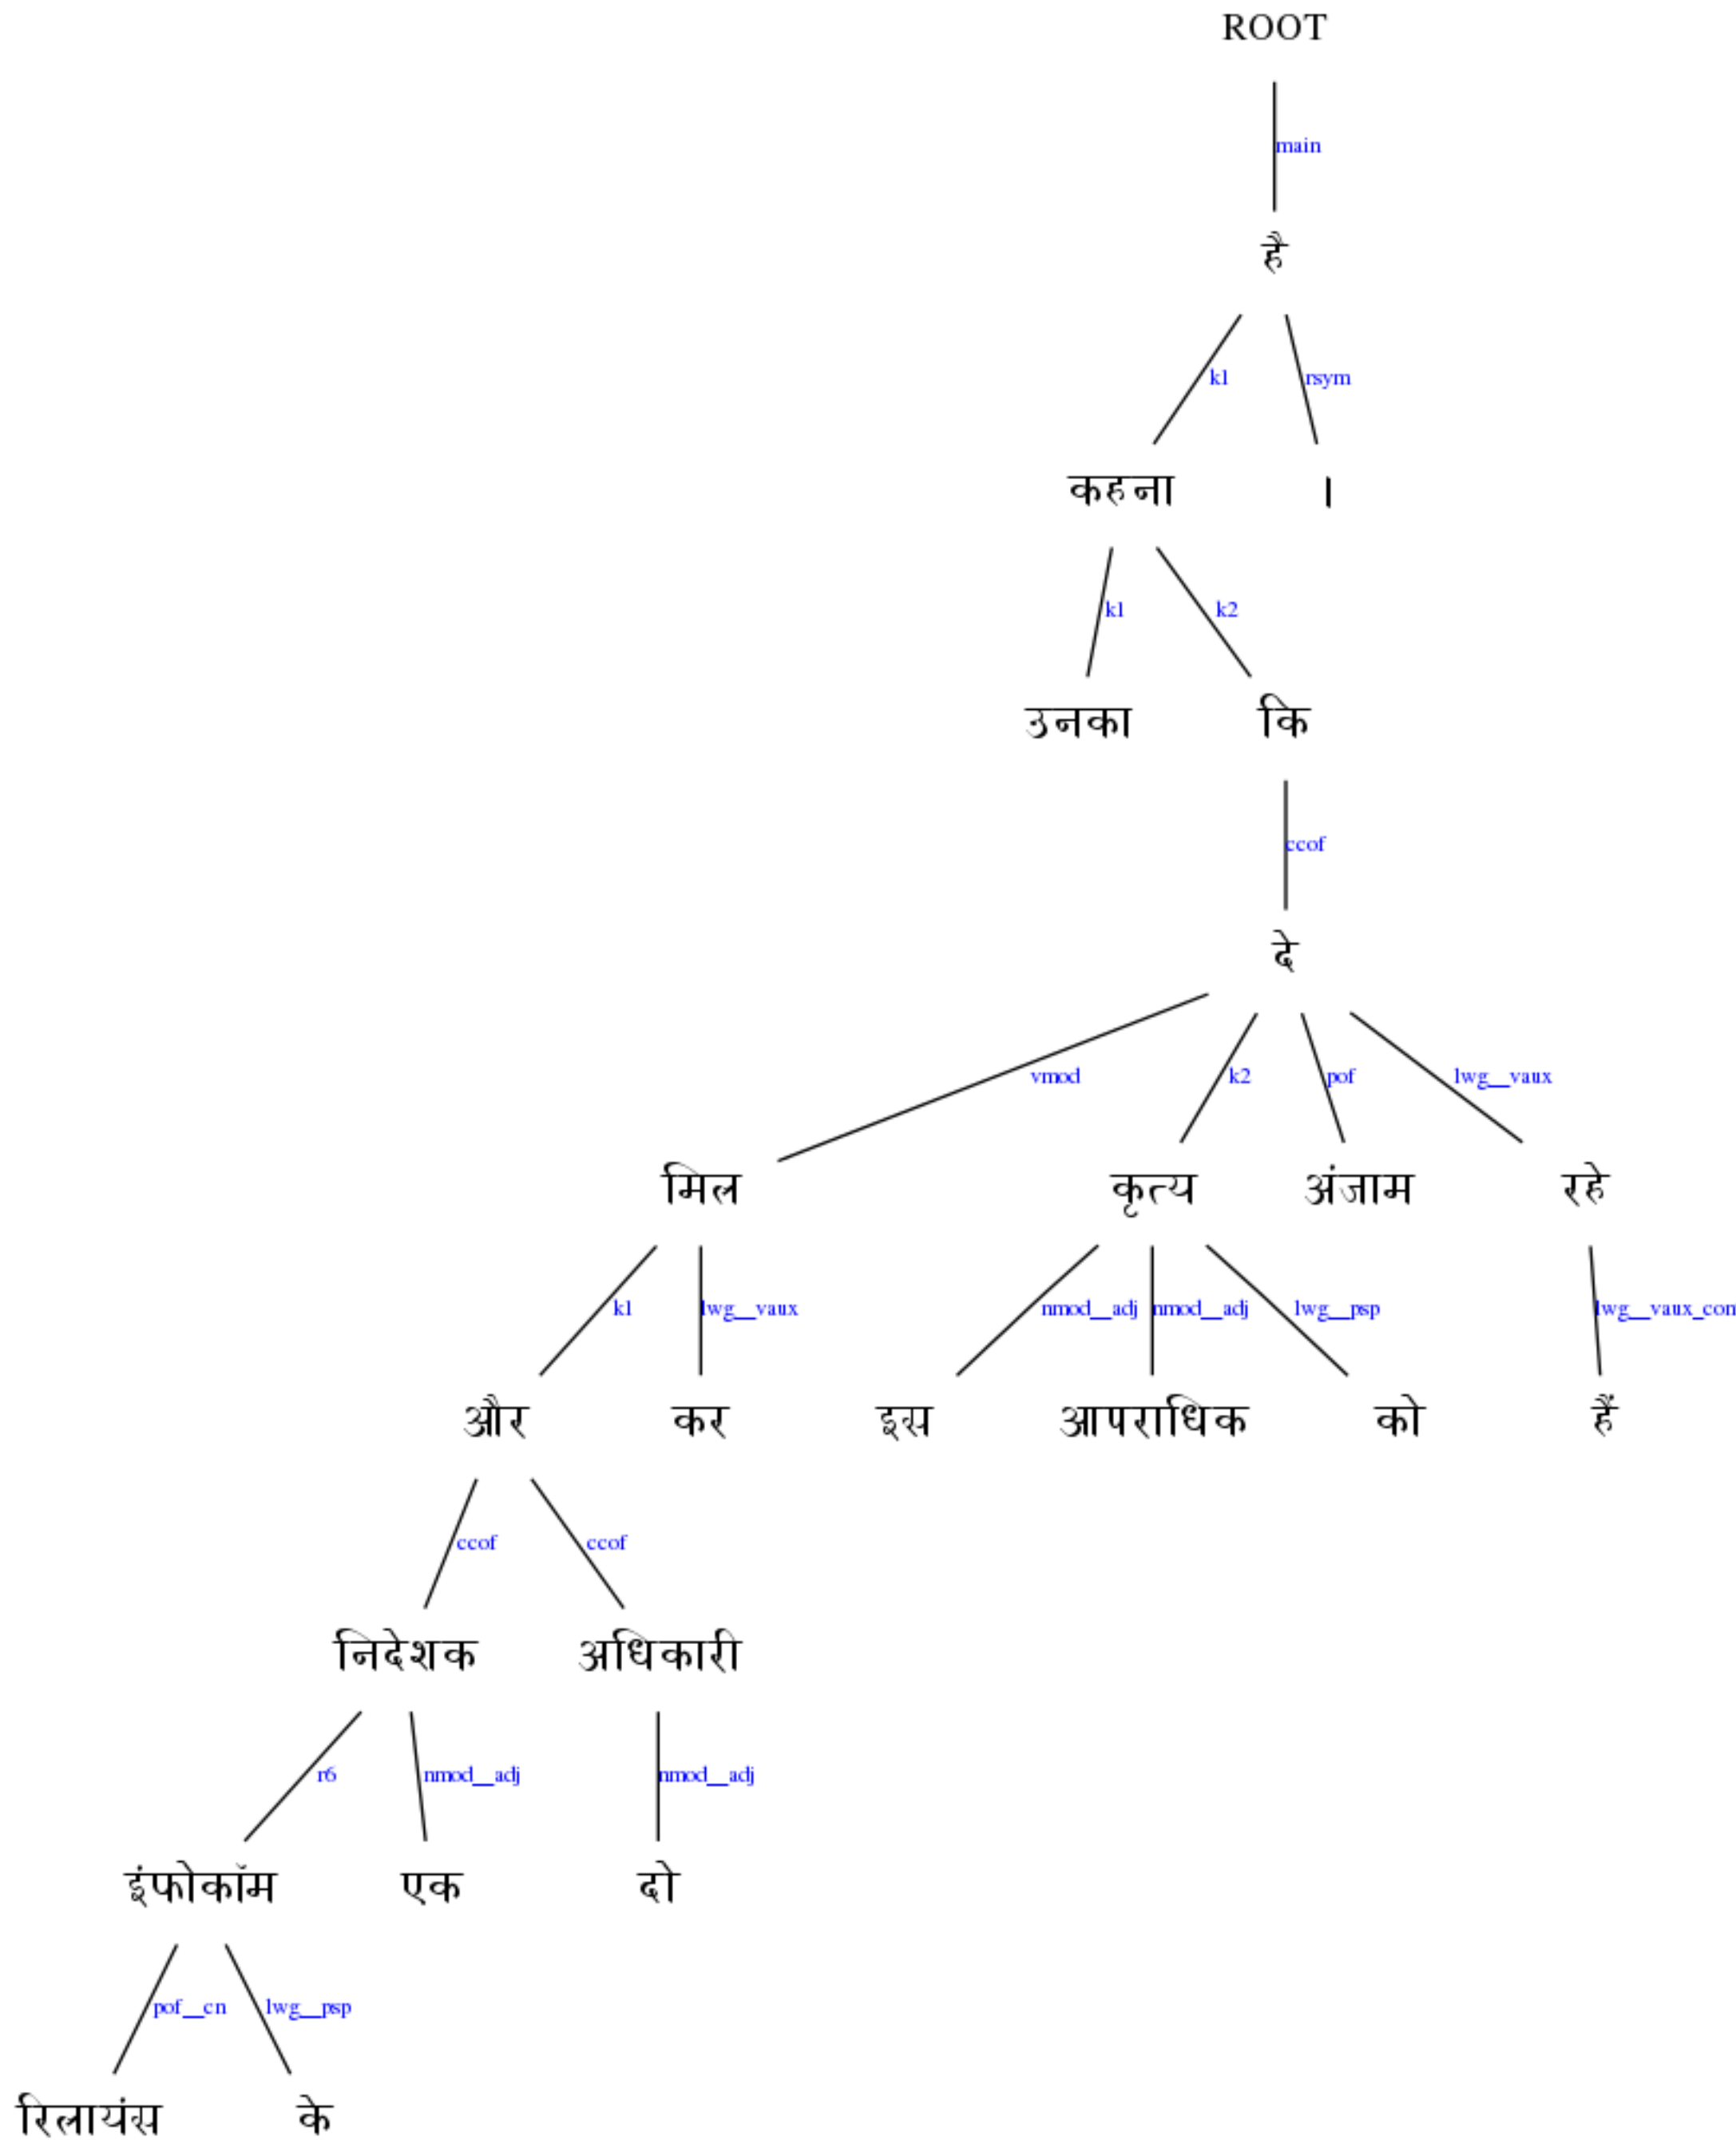 ROOT
main
है
k1 rsym
कहना ।
k1 k2
उनका कि
ccof
दे
vmod k2 pof lwg__vaux
मिल कृत्य अंजाम रहे
k1 lwg__vaux nmod__adj nmod__adj lwg__psp lwg__vaux_con
और कर इस आपराधिक को हैं
ccof ccof
निदेशक अधिकारी
r6 nmod__adj nmod__adj
इंफोकॉम एक दो
pof__cn lwg__psp
रिलायंस के